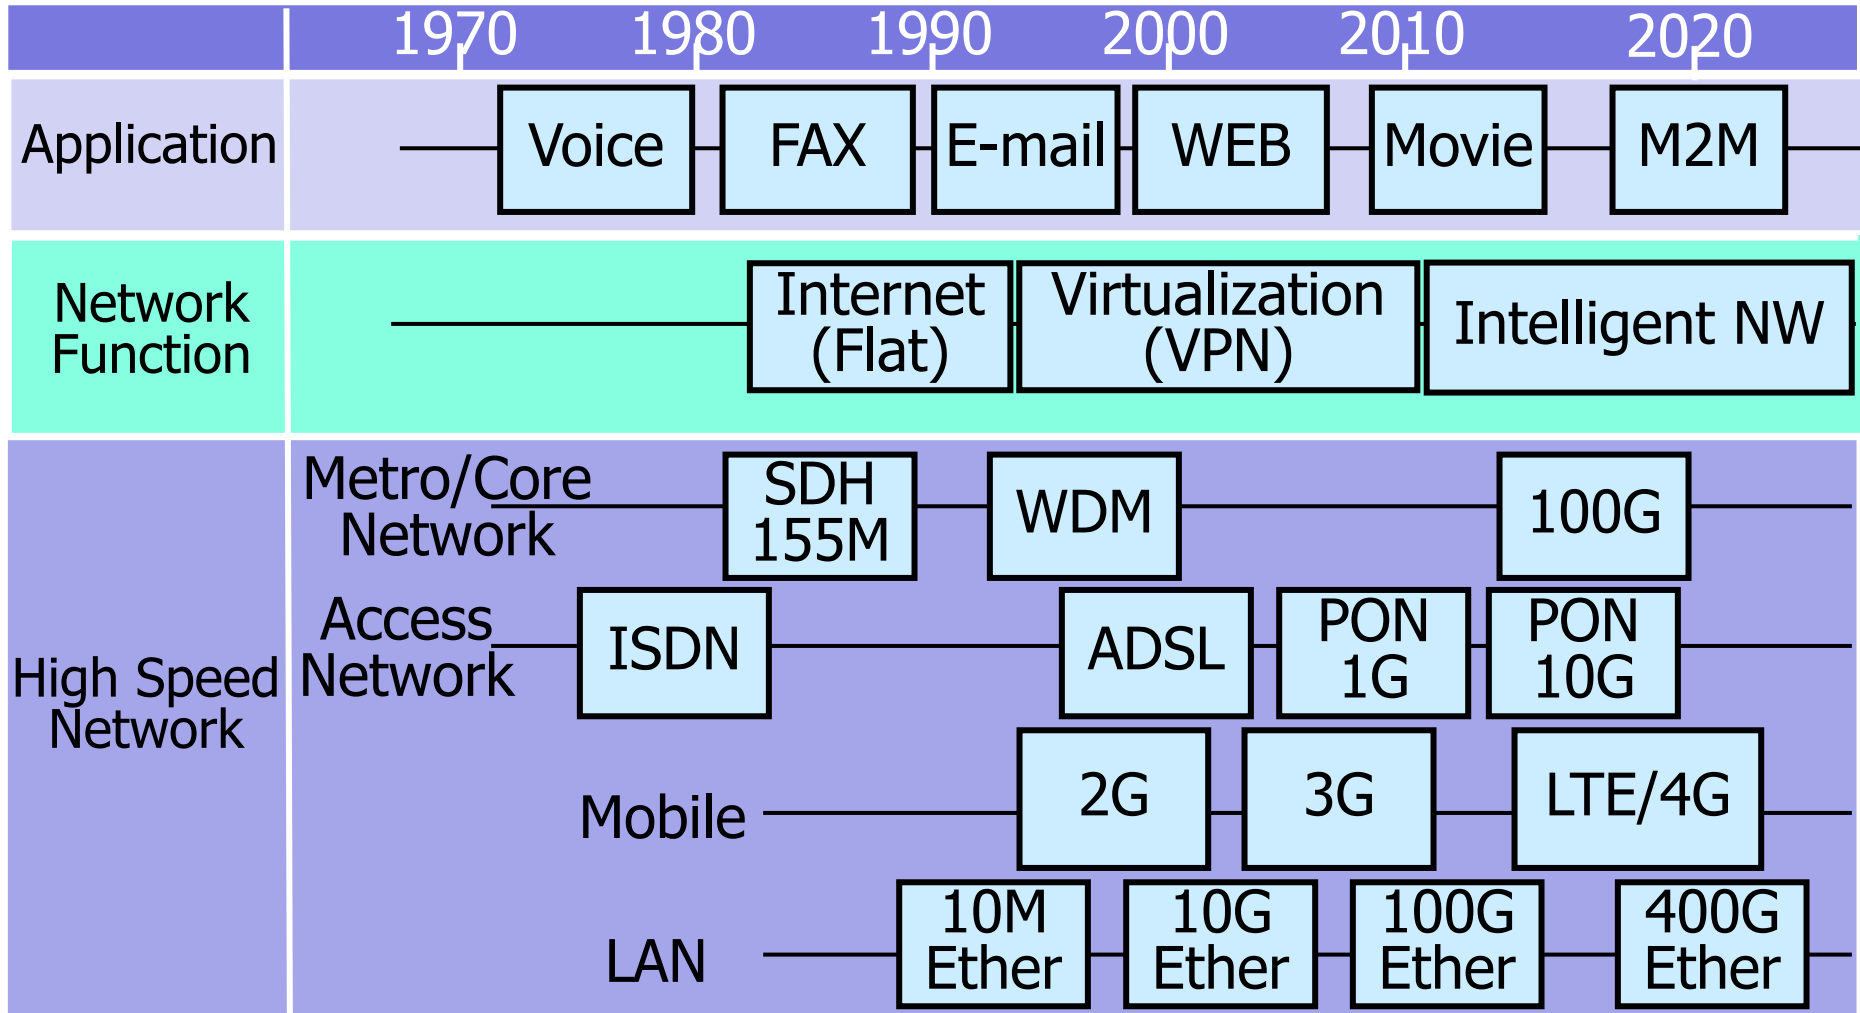 1970 1980 1990 2000 2010 2020
Application
Voice
FAX
E-mail
WEB
Movie
M2M
Network
Function
Internet
(Flat)
Virtualization
(VPN)
Intelligent NW
High Speed
Network
Metro/Core
Network
SDH
155M
WDM
100G
Access
Network
ISDN
ADSL
PON
1G
PON
10G
Mobile
2G
3G
LTE/4G
LAN
10M
Ether
10G
Ether
100G
Ether
400G
Ether